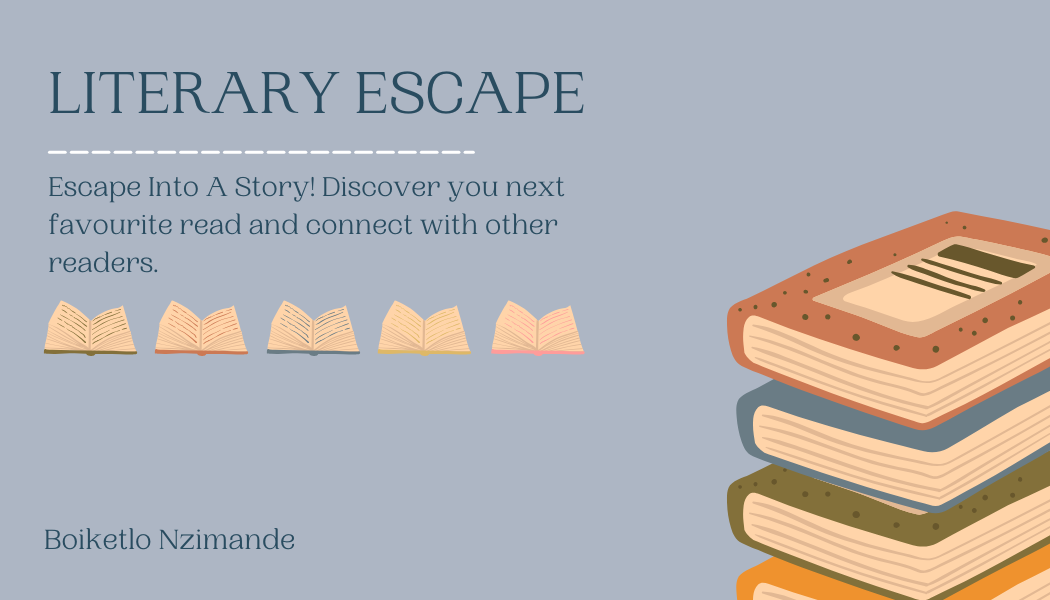 LITERARY ESCAPE
Escape Into A Story! Discover you next
favourite read and connect with other
readers.
Boiketlo Nzimande